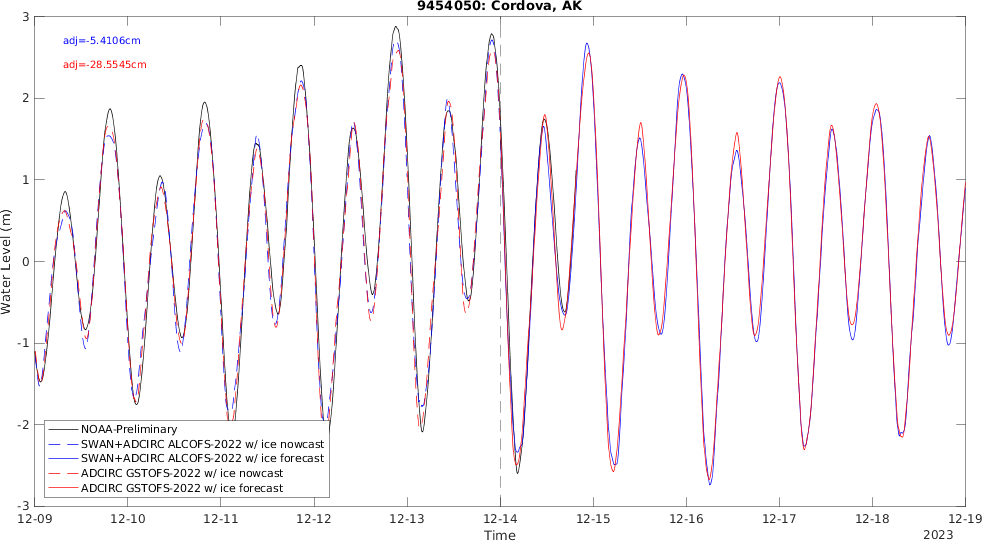 9454050: Cordova, AK
adj=-5.4106cm
adj=-28.5545cm
3
2
1
0
-1
-2
-3
Water Level (m)
NOAA-Preliminary
SWAN+ADCIRC ALCOFS-2022 w/ ice nowcast
SWAN+ADCIRC ALCOFS-2022 w/ ice forecast
ADCIRC GSTOFS-2022 w/ ice nowcast
ADCIRC GSTOFS-2022 w/ ice forecast
12-09 12-10 12-11 12-12 12-13 12-14 12-15 12-16 12-17 12-18 12-19
Time
2023